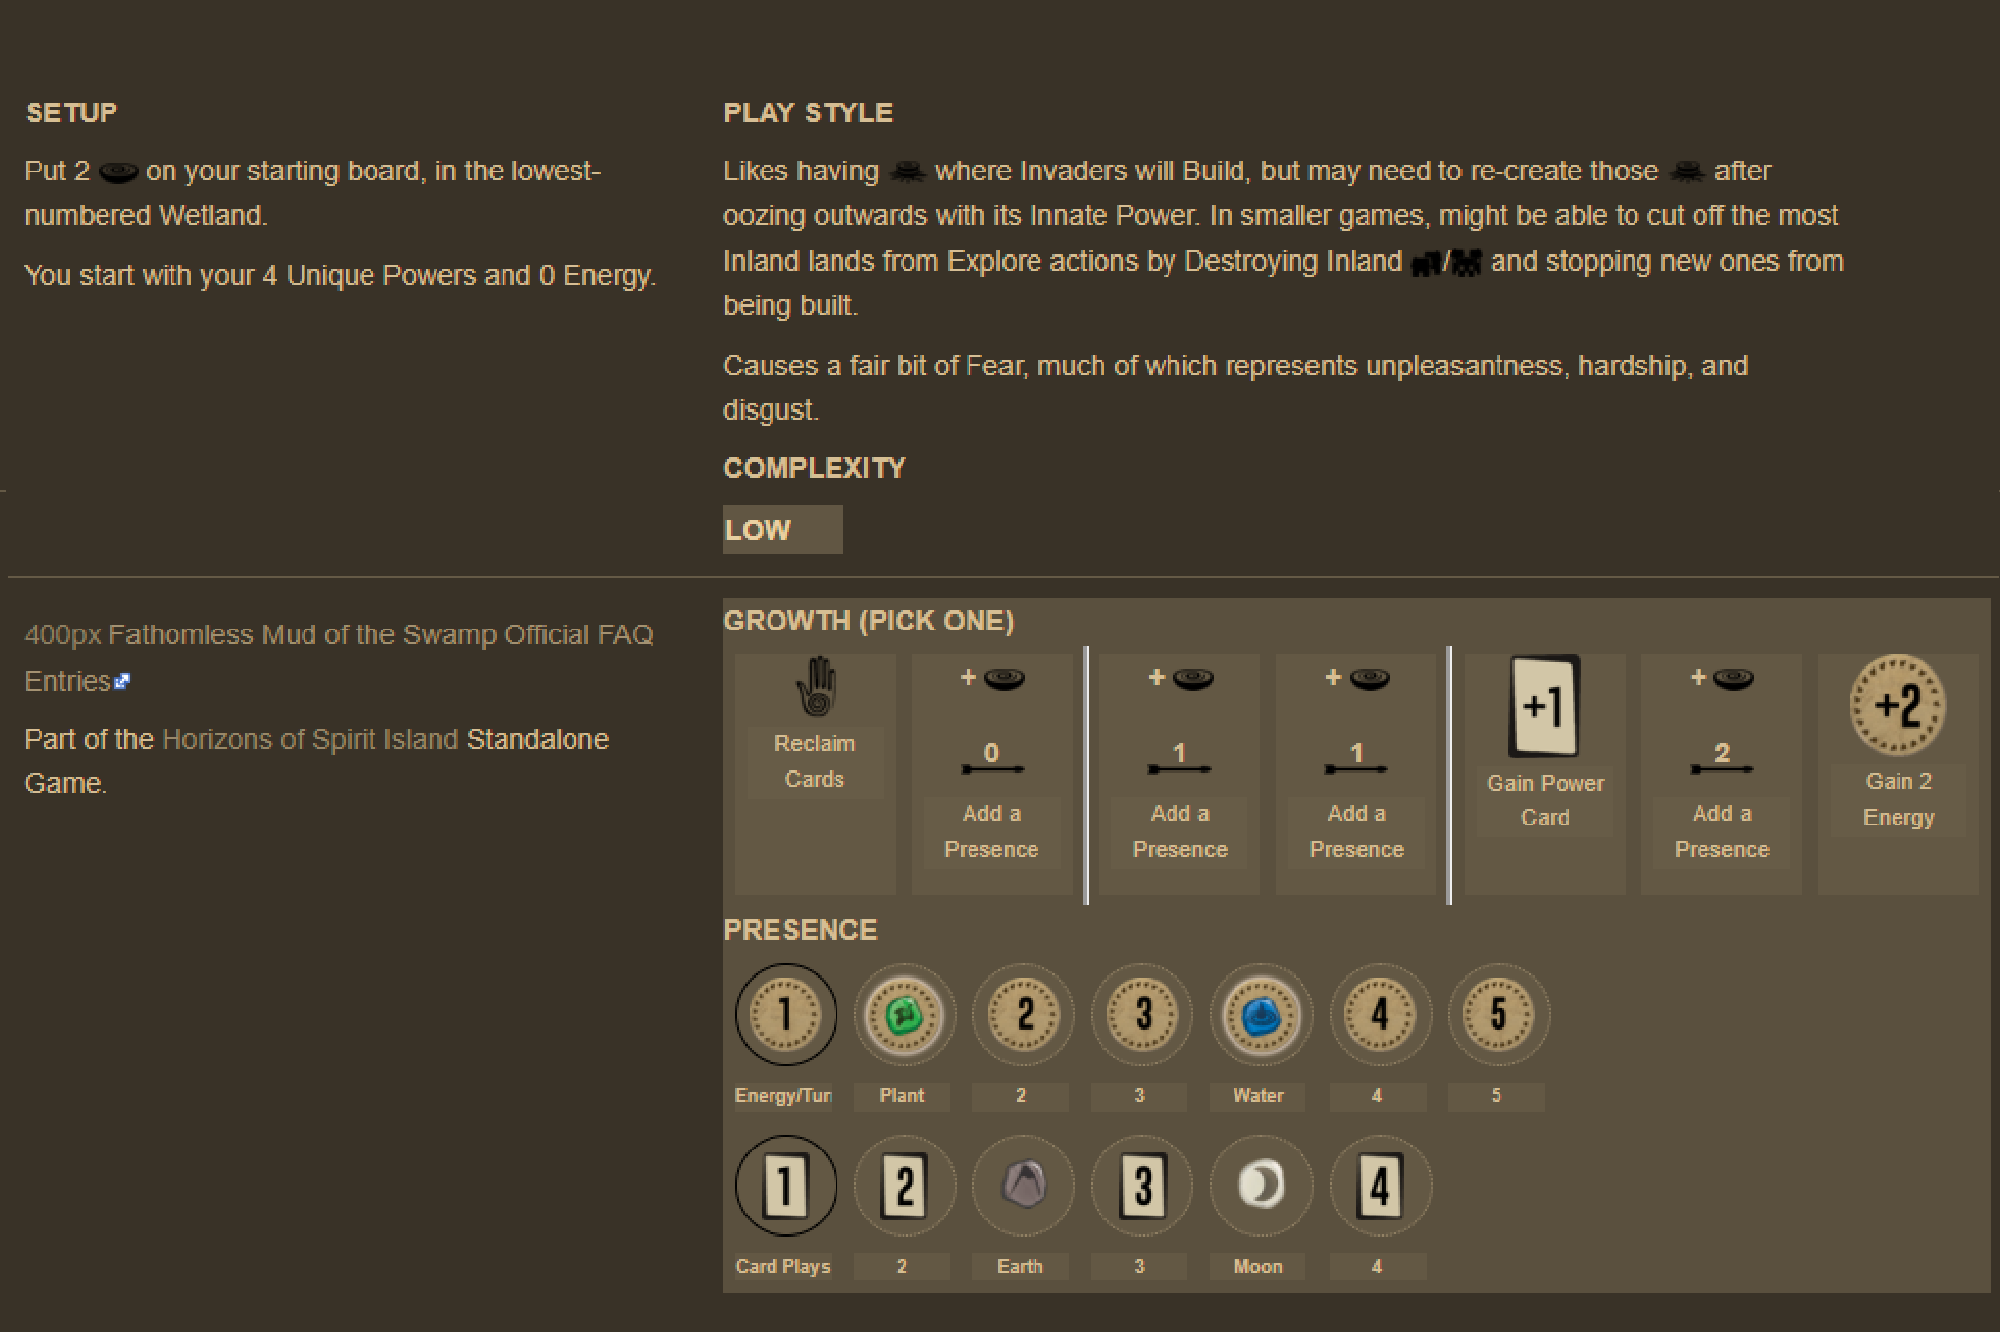 SETUP
Put 2 on your starting board, in the lowest-
numbered Wetland.
You start with your 4 Unique Powers and 0 Energy.
PLAY STYLE
Likes having where Invaders will Build, but may need to re-create those after
oozing outwards with its Innate Power. In smaller games, might be able to cut off the most
Inland lands from Explore actions by Destroying Inland / and stopping new ones from
being built.
Causes a fair bit of Fear, much of which represents unpleasantness, hardship, and
disgust.
COMPLEXITY
LOW
400px Fathomless Mud of the Swamp Official FAQ
Entries
Part of the Horizons of Spirit Island Standalone
Game.
GROWTH (PICK ONE)
Reclaim
Cards
+
0
Add a
Presence
+
1
Add a
Presence
+
1
Add a
Presence
+1
Gain Power
Card
+
2
Add a
Presence
+2
Gain 2
Energy
PRESENCE
1 2 3 4 5
Energy/Tur Plant 2 3 Water 4 5
1 2 3 4
Card Plays 2 Earth 3 Moon 4